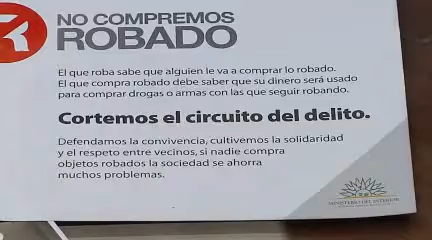 NO COMPREMOS
ROBADO
El que roba sabe que alguien le va a comprar lo robado.
El que compra robado debe saber que su dinero será usado
para comprar drogas o armas con las que seguir robando.
Cortemos el circuito del delito.
Defendamos la convivencia, cultivemos la solidaridad
y el respeto entre vecinos, si nadie compra
objetos robados la sociedad se ahorra
muchos problemas.
MINISTERIO DEL INTERIOR